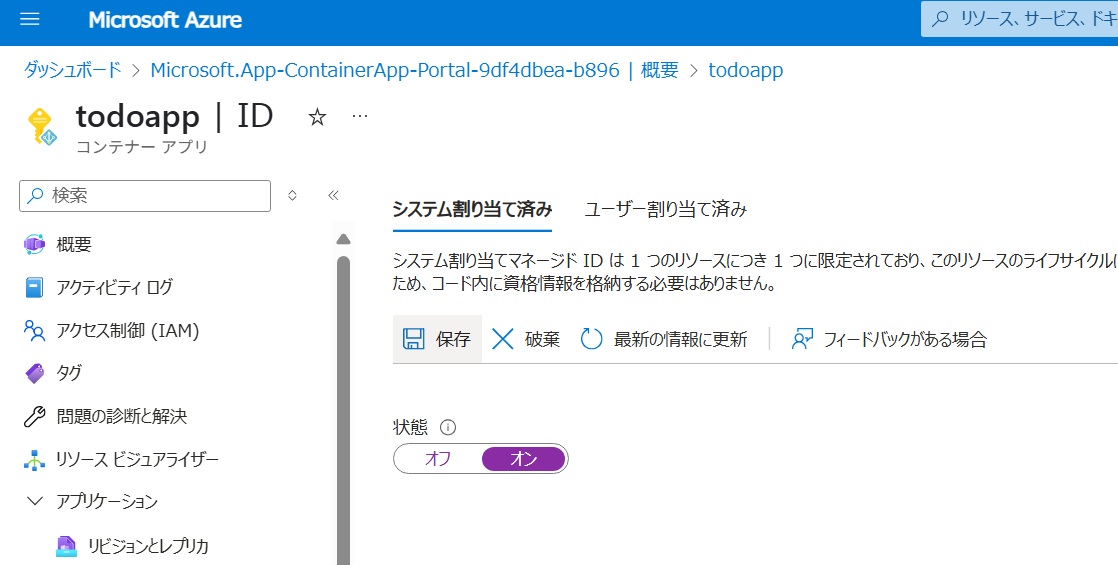 Microsoft Azure
リソース、サービス、ドキ
ダッシュボード > Microsoft.App-ContainerApp-Portal-9df4dbea-b896 | 概要 > todoapp
todoapp | ID
コンテナー アプリ
検索
概要
アクティビティ ログ
アクセス制御 (IAM)
タグ
問題の診断と解決
リソース ビジュアライザー
アプリケーション
リビジョンとレプリカ
システム割り当て済み ユーザー割り当て済み
システム割り当てマネージド ID は 1 つのリソースにつき 1 つに限定されており、このリソースのライフサイクルに
ため、コード内に資格情報を格納する必要はありません。
保存 破棄 最新の情報に更新 フィードバックがある場合
状態
オフ オン